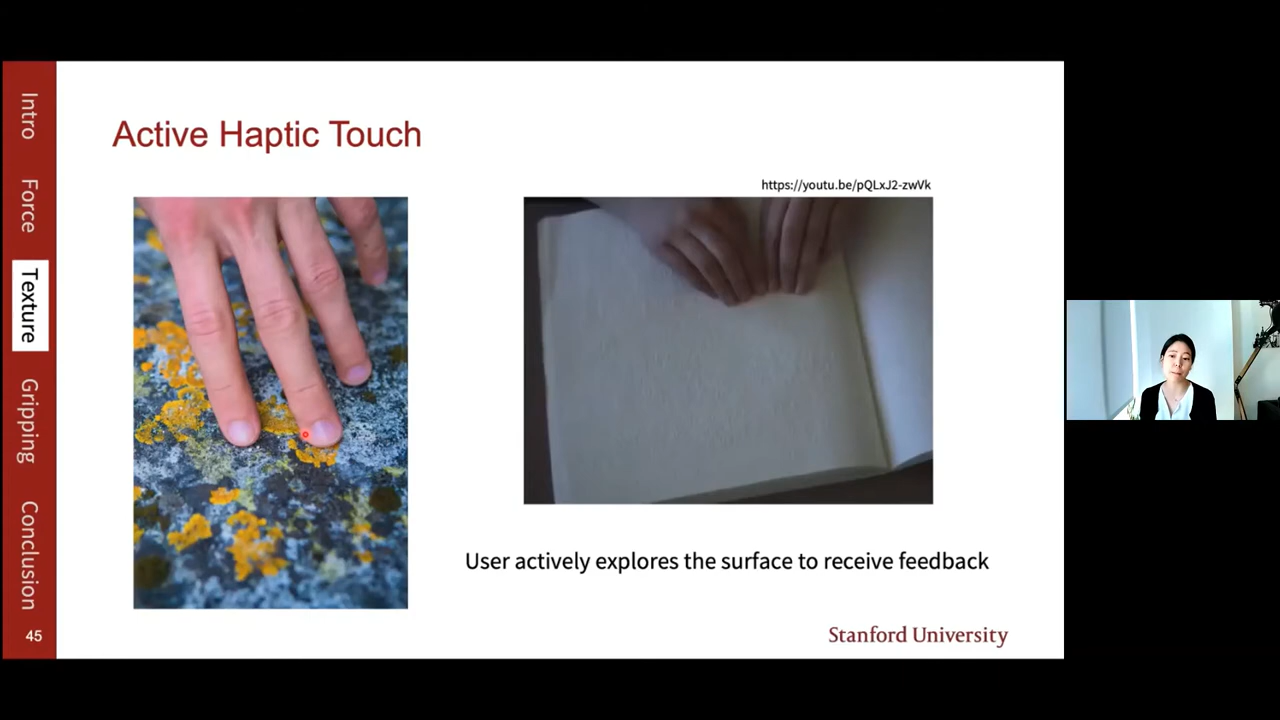 Intro
Force
Texture
Gripping
Conclusion
45
Active Haptic Touch
https://youtu.be/pQLxJ2-zwVk
User actively explores the surface to receive feedback
Stanford University